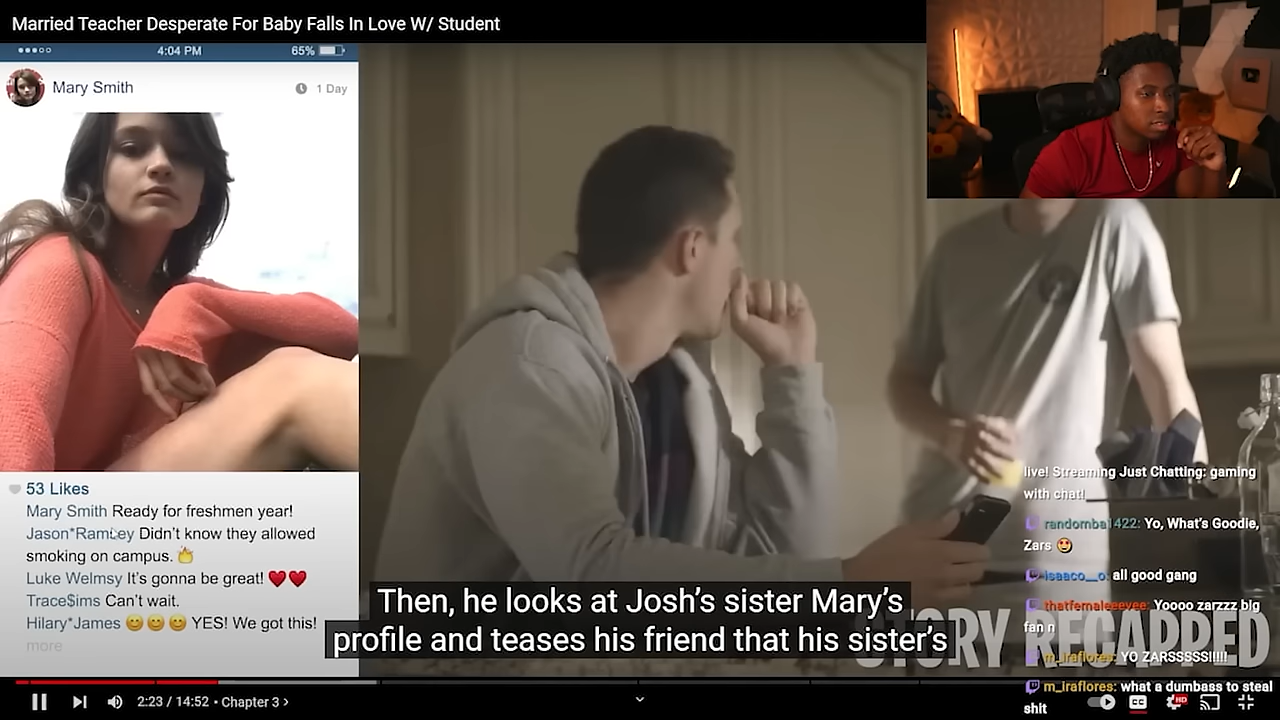 Married Teacher Desperate For Baby Falls In Love W/ Student
4:04 PM
65%
Mary Smith
1 Day
53 Likes
Mary Smith Ready for freshmen year!
Jason*Ramsey Didn't know they allowed
smoking on campus. 🔥
Luke Welmsy It's gonna be great! ❤️❤️
Trace$ims Can't wait.
Hilary*James 😊😊😊 YES! We got this!
more
Then, he looks at Josh's sister Mary's
profile and teases his friend that his sister's
STORY RECAPPED
live! Streaming Just Chatting: gaming
with chat!
randomba1422: Yo, What's Goodie,
Zars 😍
isaaco__o: all good gang
thatfemaleeevee: Yoooo zarzzz big
fan n
m_iraflores: YO ZARSSSSS!!!!!
m_iraflores: what a dumbass to steal
shit
2:23 / 14:52 • Chapter 3 ›
CC
HD